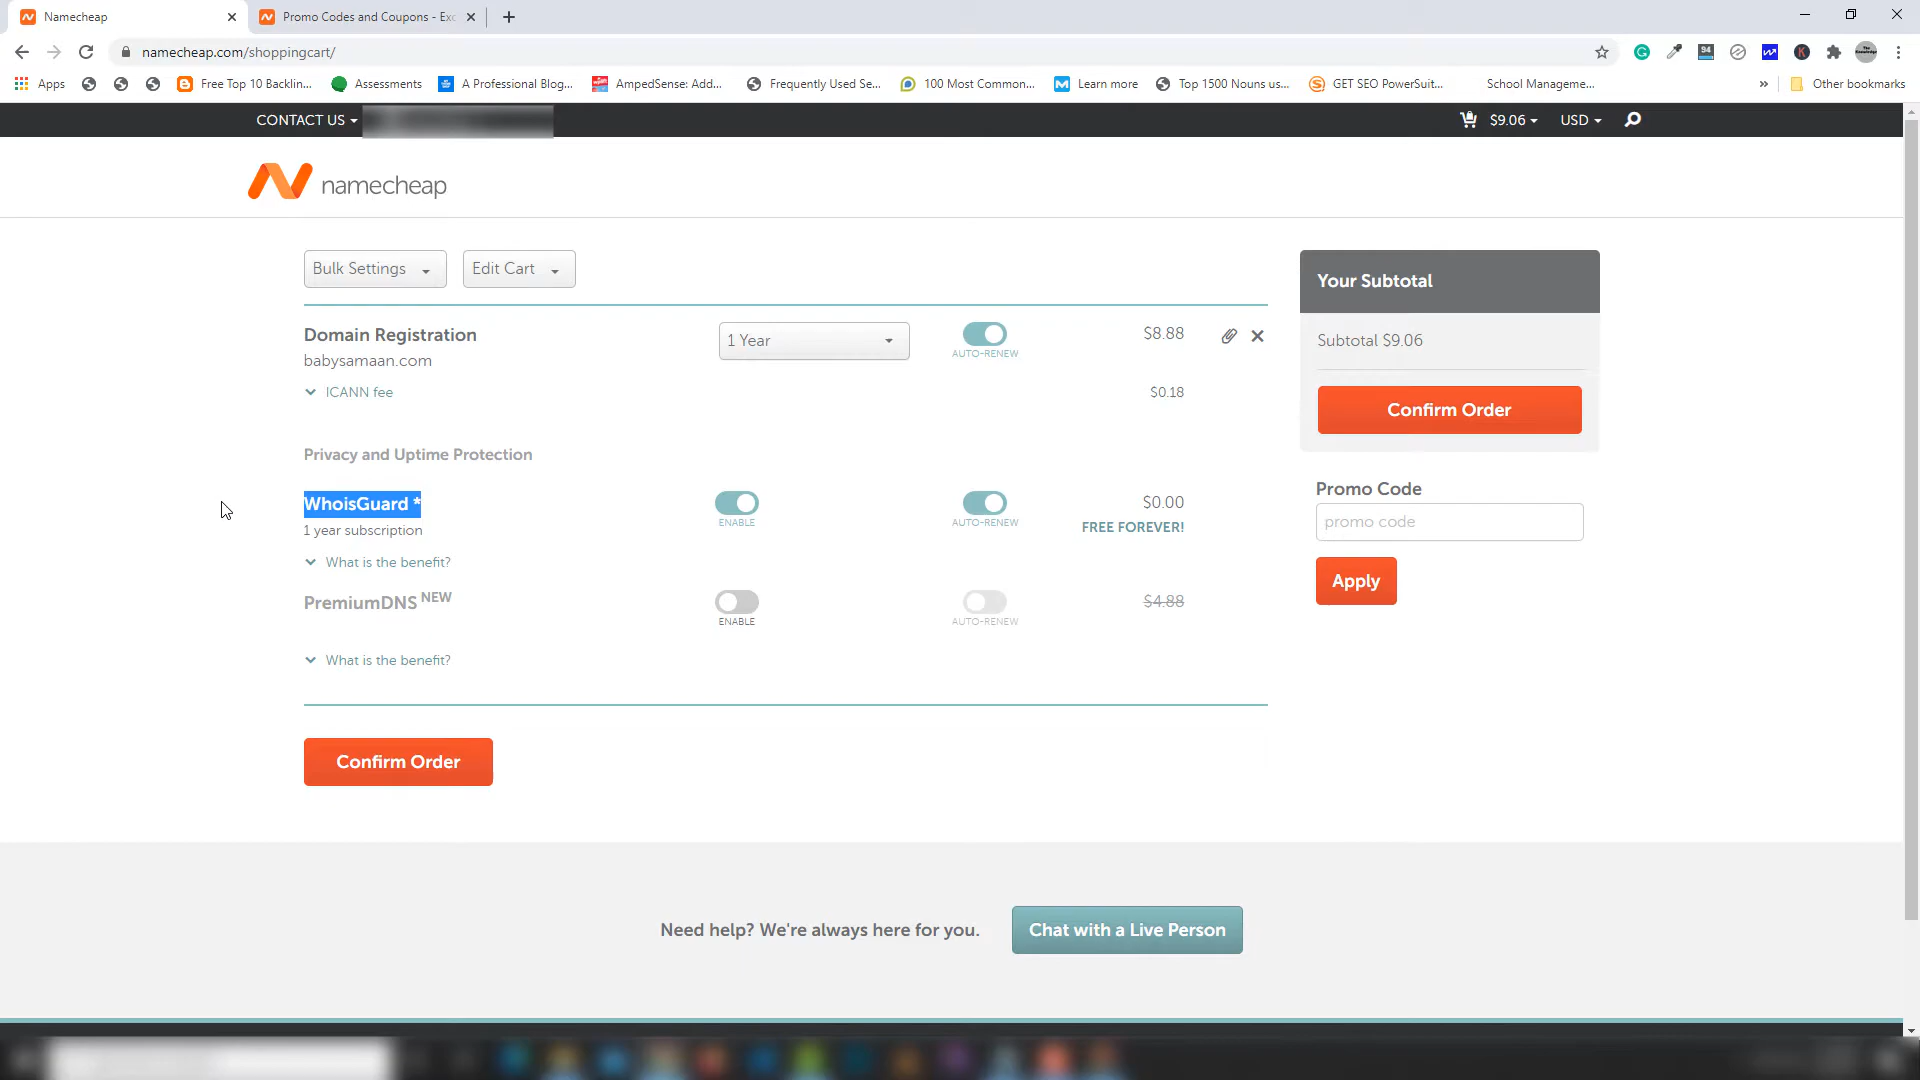 Namecheap
Promo Codes and Coupons - Exc
namecheap.com/shoppingcart/
94
Apps
Free Top 10 Backlin...
Assessments
A Professional Blog...
AmpedSense: Add...
Frequently Used Se...
100 Most Common...
Learn more
Top 1500 Nouns us...
GET SEO PowerSuit...
School Manageme...
»
Other bookmarks
CONTACT US
$9.06
USD
namecheap
Bulk Settings
Edit Cart
Your Subtotal
Domain Registration
1 Year
AUTO-RENEW
$8.88
babysamaan.com
Subtotal $9.06
ICANN fee
$0.18
Confirm Order
Privacy and Uptime Protection
Promo Code
WhoisGuard *
ENABLE
AUTO-RENEW
$0.00
promo code
1 year subscription
FREE FOREVER!
What is the benefit?
Apply
PremiumDNS NEW
ENABLE
AUTO-RENEW
$4.88
What is the benefit?
Confirm Order
Need help? We're always here for you.
Chat with a Live Person